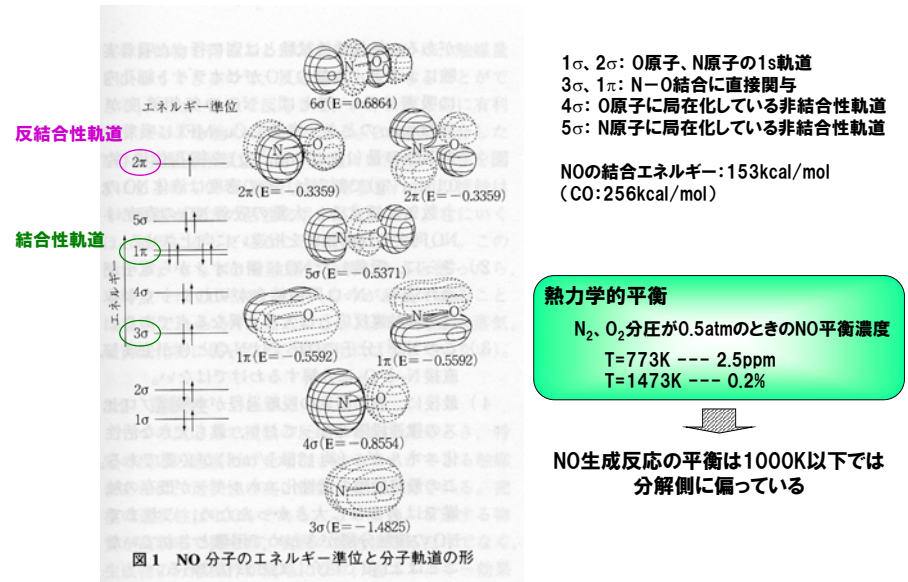 エネルギー準位
6σ(E=0.6864)
反結合性軌道
2π
2π(E=−0.3359)
2π(E=−0.3359)
5σ
結合性軌道
1π
5σ(E=−0.5371)
エネルギー
4σ
3σ
1π(E=−0.5592)
1π(E=−0.5592)
2σ
1σ
4σ(E=−0.8554)
3σ(E=−1.4825)
N
O
N
O
N
O
N
O
N
O
N
O
N
O
図1 NO 分子のエネルギー準位と分子軌道の形
1σ、2σ: O原子、N原子の1s軌道
3σ、1π: N−O結合に直接関与
4σ: O原子に局在化している非結合性軌道
5σ: N原子に局在化している非結合性軌道
NOの結合エネルギー:153kcal/mol
(CO:256kcal/mol)
熱力学的平衡
N₂、O₂分圧が0.5atmのときのNO平衡濃度
T=773K --- 2.5ppm
T=1473K --- 0.2%
NO生成反応の平衡は1000K以下では
分解側に偏っている